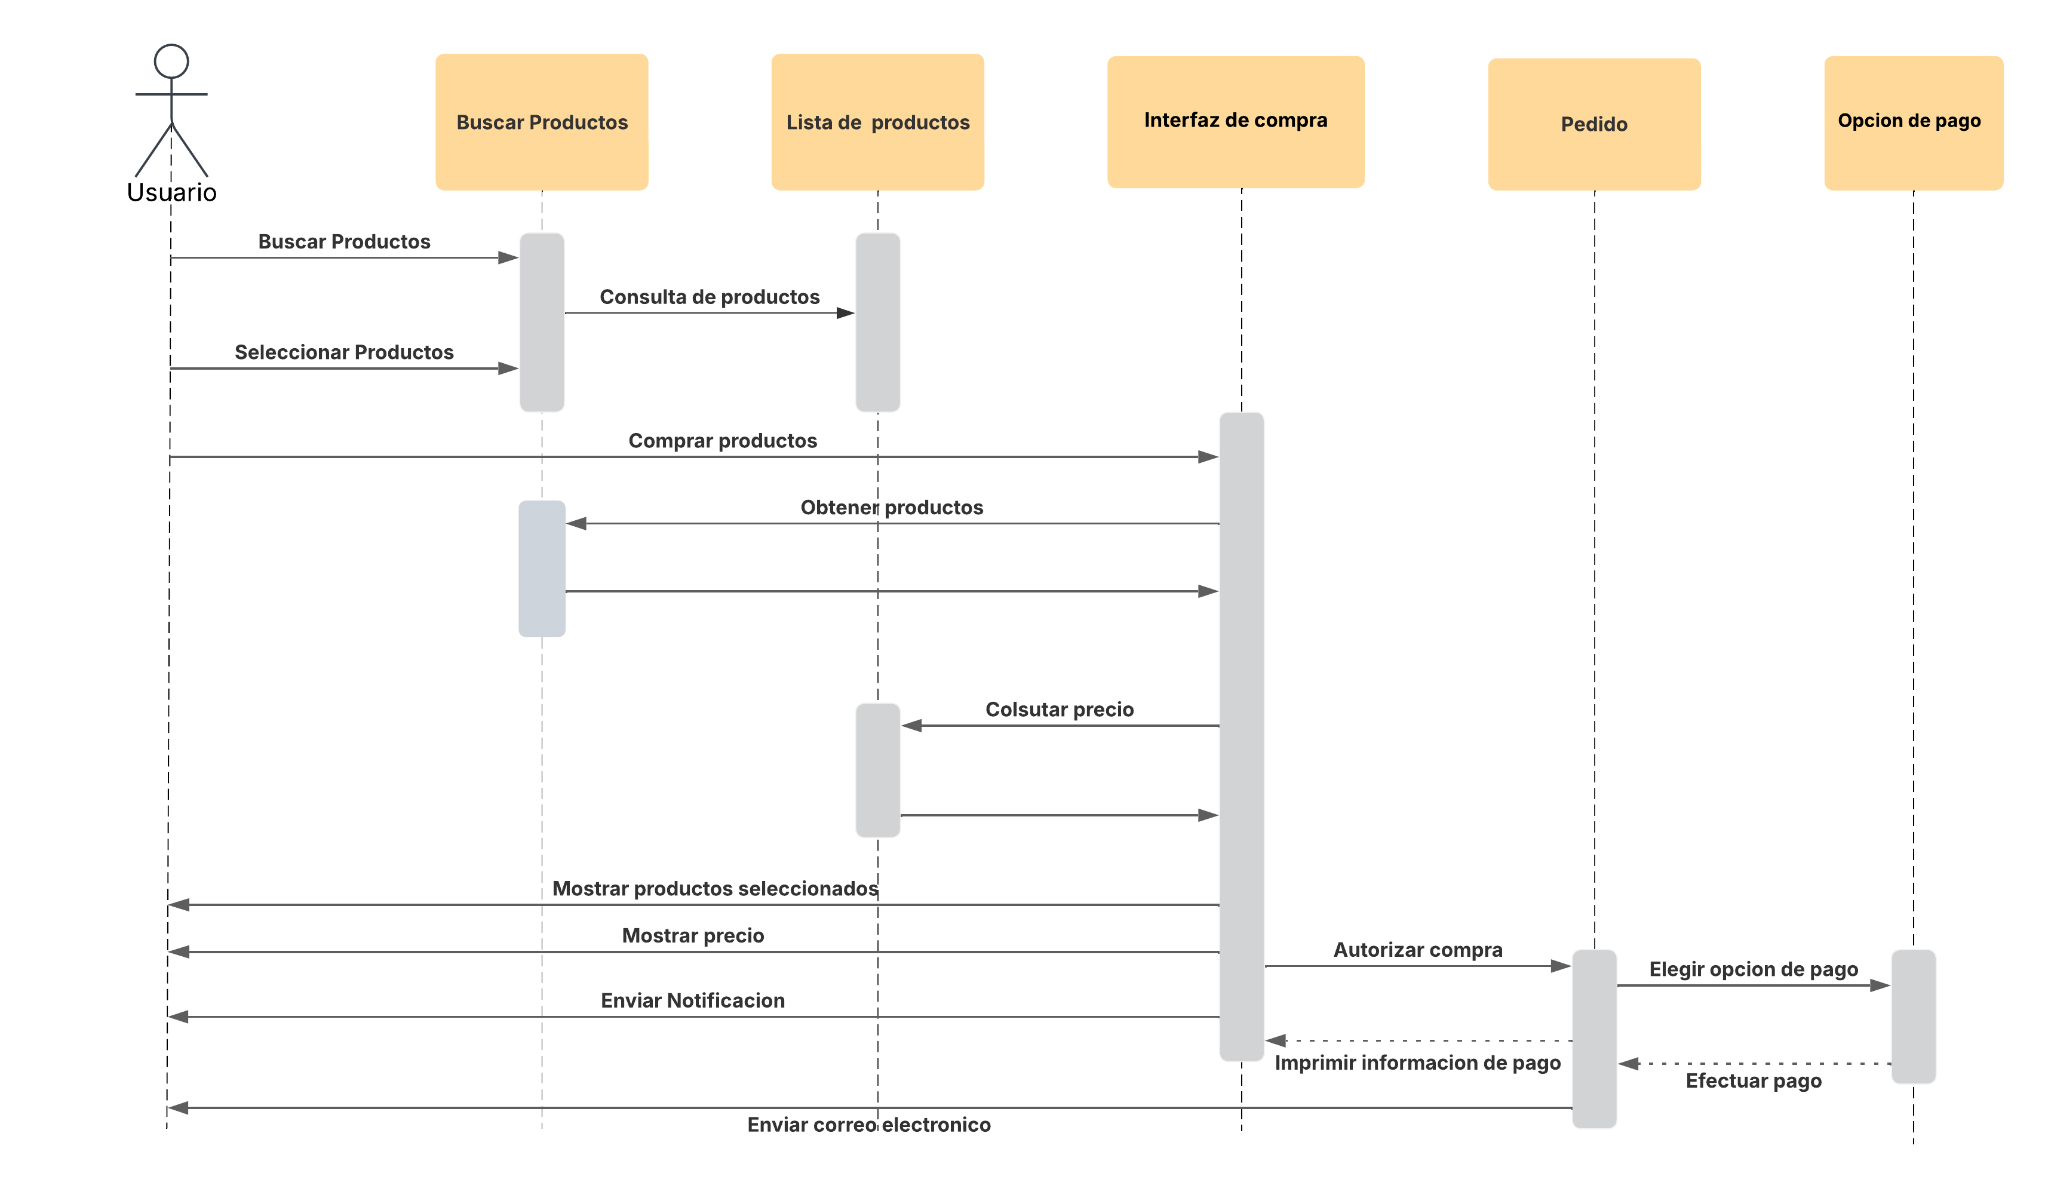 Usuario
Buscar Productos
Lista de productos
Interfaz de compra
Pedido
Opcion de pago
Buscar Productos
Consulta de productos
Seleccionar Productos
Comprar productos
Obtener productos
Colsutar precio
Mostrar productos seleccionados
Mostrar precio
Autorizar compra
Elegir opcion de pago
Enviar Notificacion
Imprimir informacion de pago
Efectuar pago
Enviar correo electronico